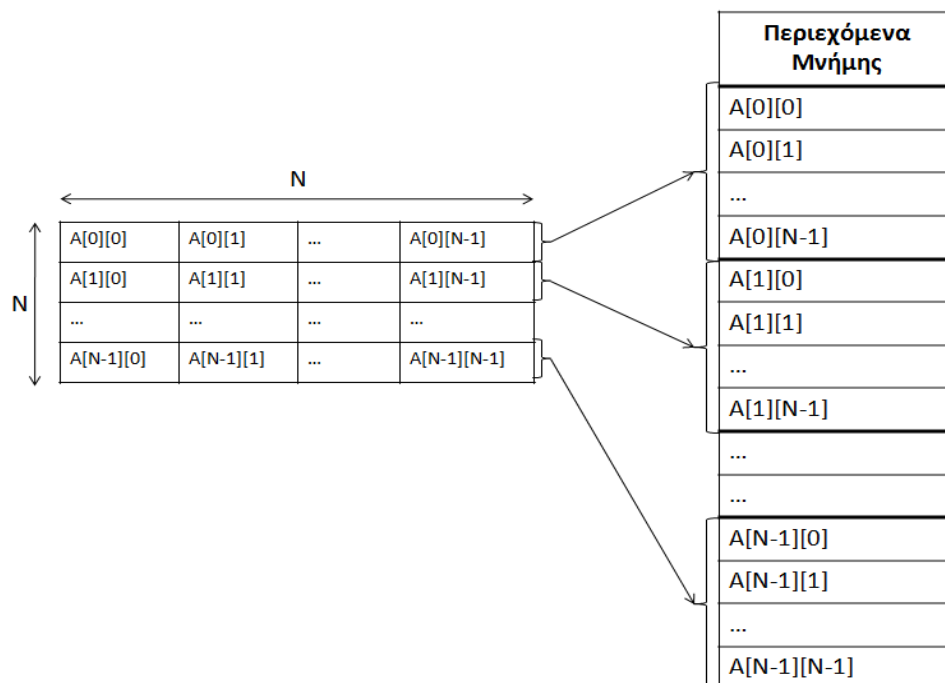 N
N
A[0][0] A[0][1] ... A[0][N-1]
A[1][0] A[1][1] ... A[1][N-1]
... ... ... ...
A[N-1][0] A[N-1][1] ... A[N-1][N-1]
Περιεχόμενα
Μνήμης
A[0][0]
A[0][1]
...
A[0][N-1]
A[1][0]
A[1][1]
...
A[1][N-1]
...
...
A[N-1][0]
A[N-1][1]
...
A[N-1][N-1]